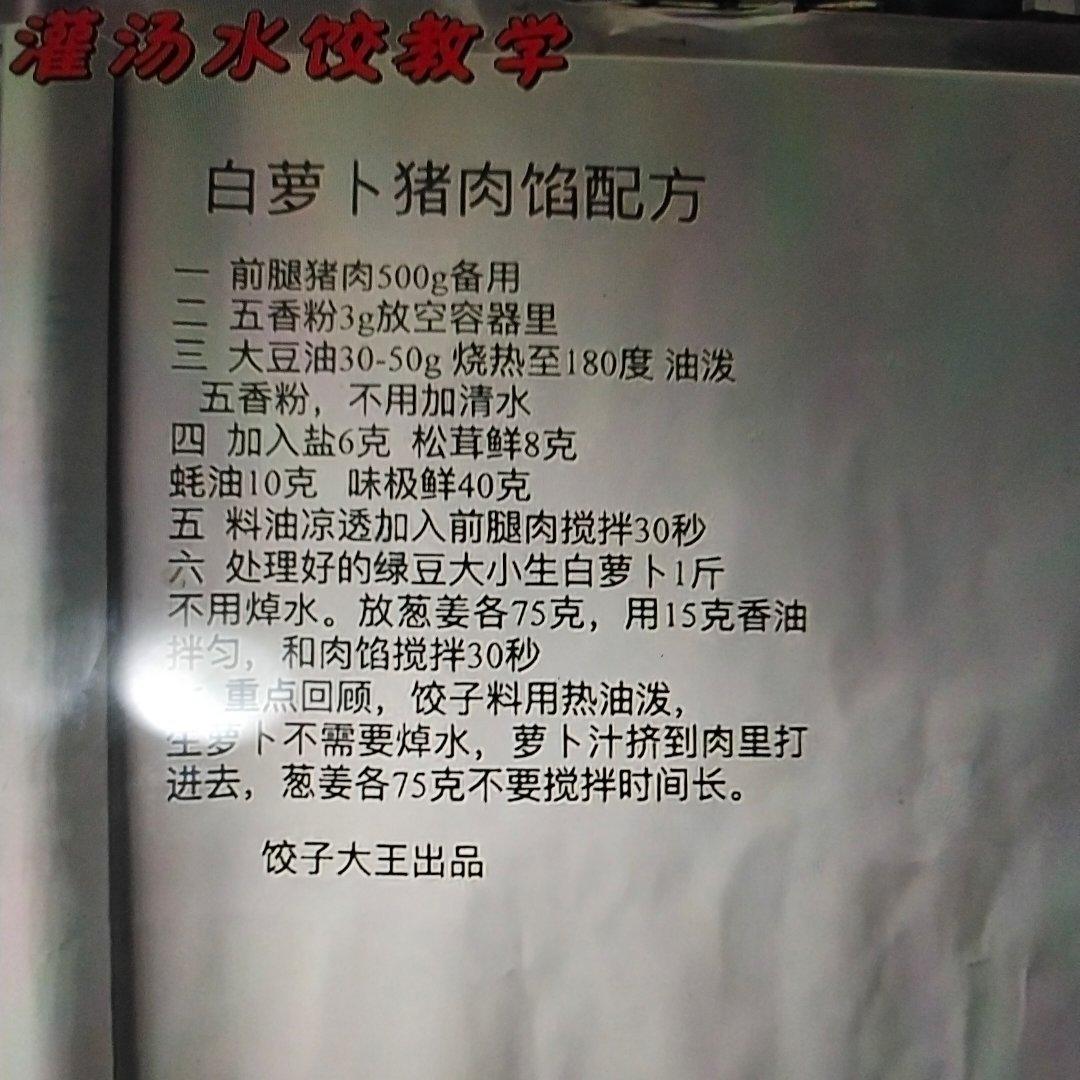 灌汤水饺教学
白萝卜猪肉馅配方
一 前腿猪肉500g备用
二 五香粉3g放空容器里
三 大豆油30-50g 烧热至180度 油泼
五香粉，不用加清水
四 加入盐6克 松茸鲜8克
蚝油10克 味极鲜40克
五 料油凉透加入前腿肉搅拌30秒
六 处理好的绿豆大小生白萝卜1斤
不用焯水。放葱姜各75克，用15克香油
拌匀，和肉馅搅拌30秒
重点回顾，饺子料用热油泼，
生萝卜不需要焯水，萝卜汁挤到肉里打
进去，葱姜各75克不要搅拌时间长。
饺子大王出品